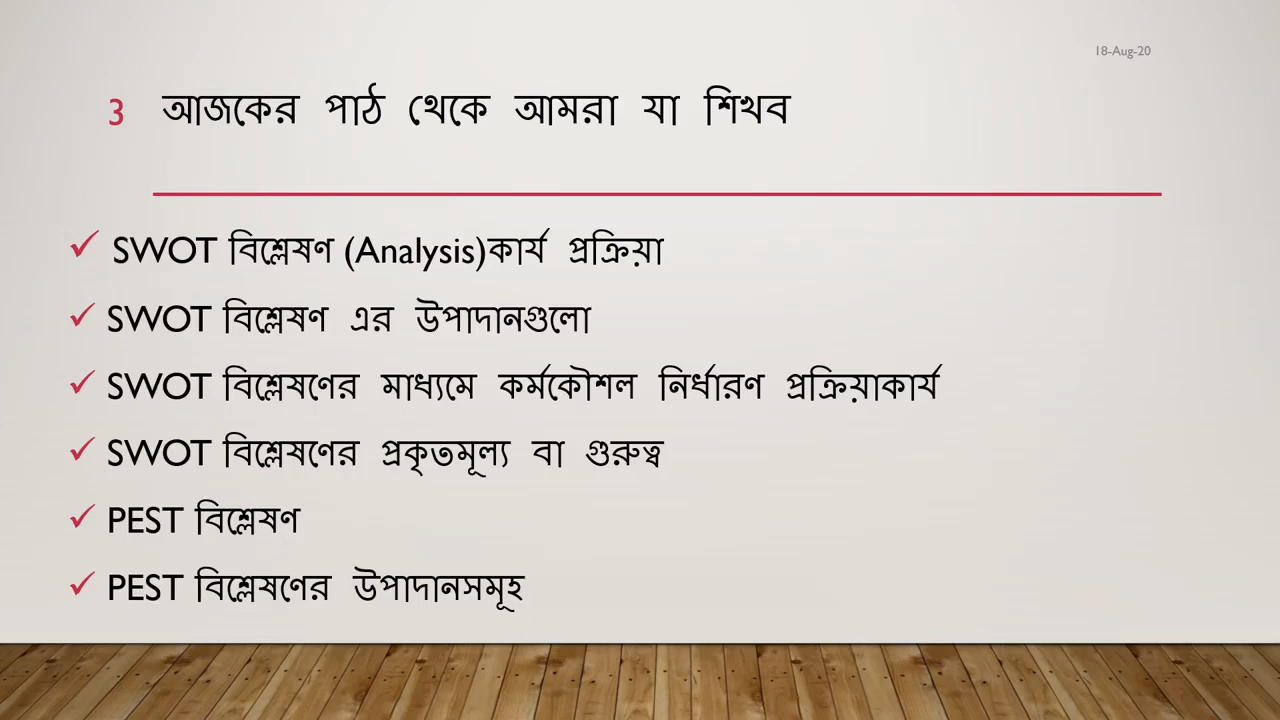 18-Aug-20
3 আজকের পাঠ থেকে আমরা যা শিখব
SWOT বিশ্লেষণ (Analysis)কার্য প্রক্রিয়া
SWOT বিশ্লেষণ এর উপাদানগুলো
SWOT বিশ্লেষণের মাধ্যমে কর্মকৌশল নির্ধারণ প্রক্রিয়াকার্য
SWOT বিশ্লেষণের প্রকৃতমূল্য বা গুরুত্ব
PEST বিশ্লেষণ
PEST বিশ্লেষণের উপাদানসমূহ